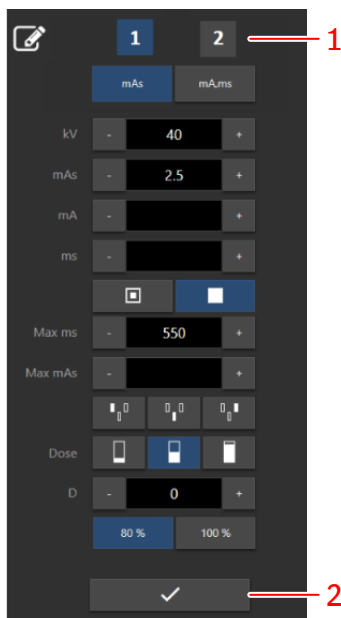 1 2 1
mAs mA,ms
kV - 40 +
mAs - 2.5 +
mA - +
ms - +
Max ms - 550 +
Max mAs - +
Dose
D - 0 +
80 % 100 %
2